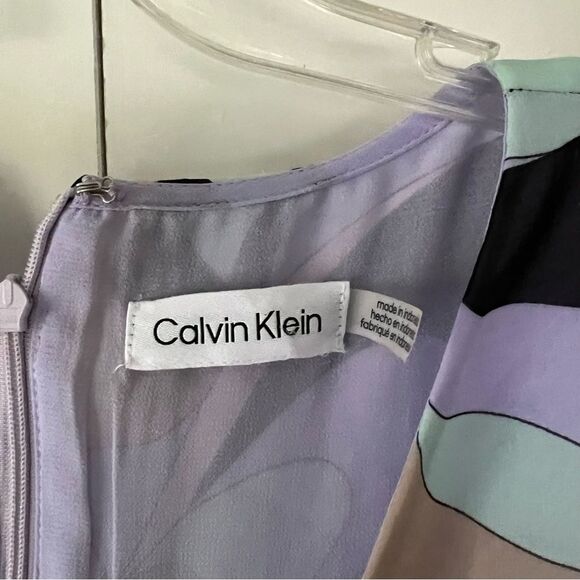 Calvin Klein
made in
hecho en
fabriqué en